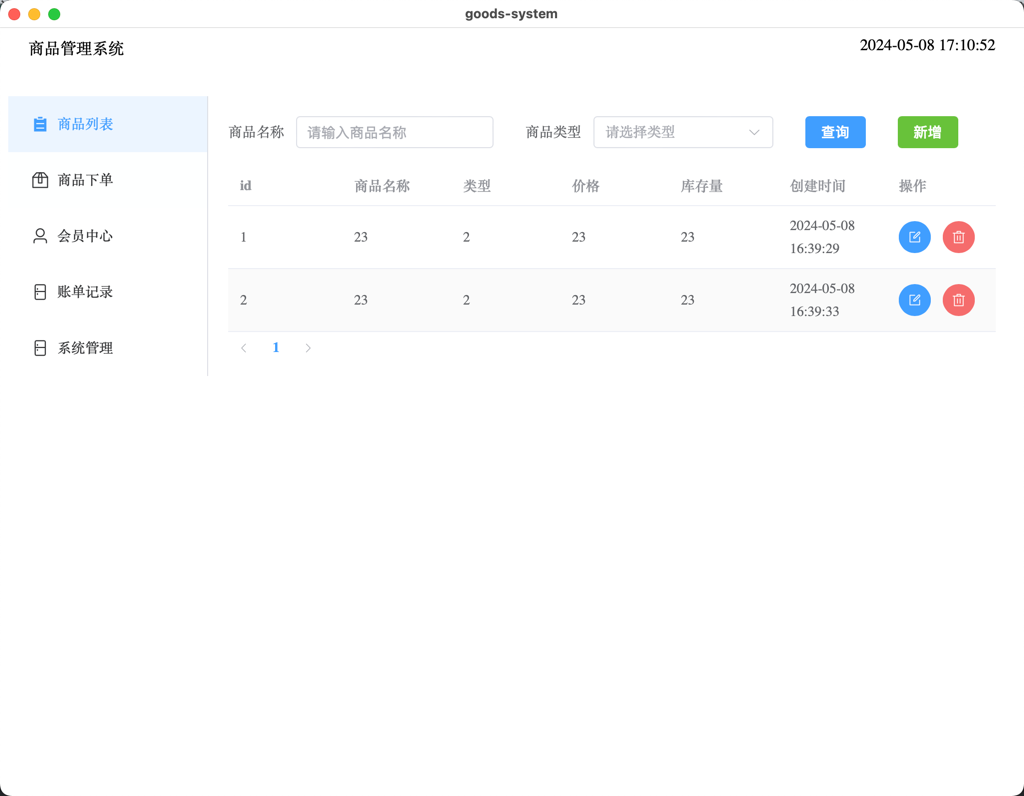 goods-system
商品管理系统
2024-05-08 17:10:52
商品列表
商品下单
会员中心
账单记录
系统管理
商品名称 请输入商品名称 商品类型 请选择类型 查询 新增
id 商品名称 类型 价格 库存量 创建时间 操作
1 23 2 23 23 2024-05-08
16:39:29
2 23 2 23 23 2024-05-08
16:39:33
1